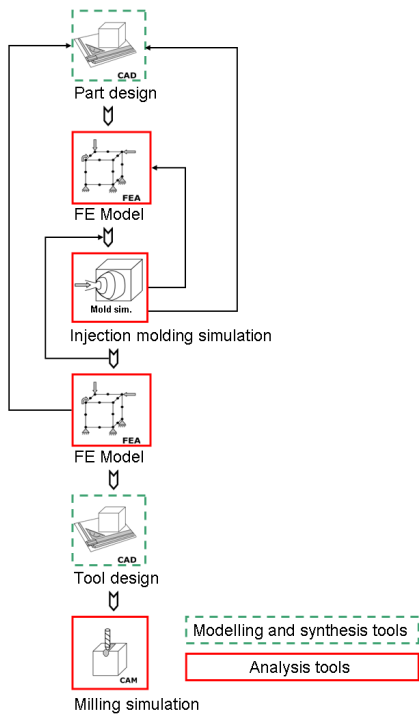 CAD
Part design
FEA
FE Model
Mold sim.
Injection molding simulation
FEA
FE Model
CAD
Tool design
CAM
Milling simulation
Modelling and synthesis tools
Analysis tools